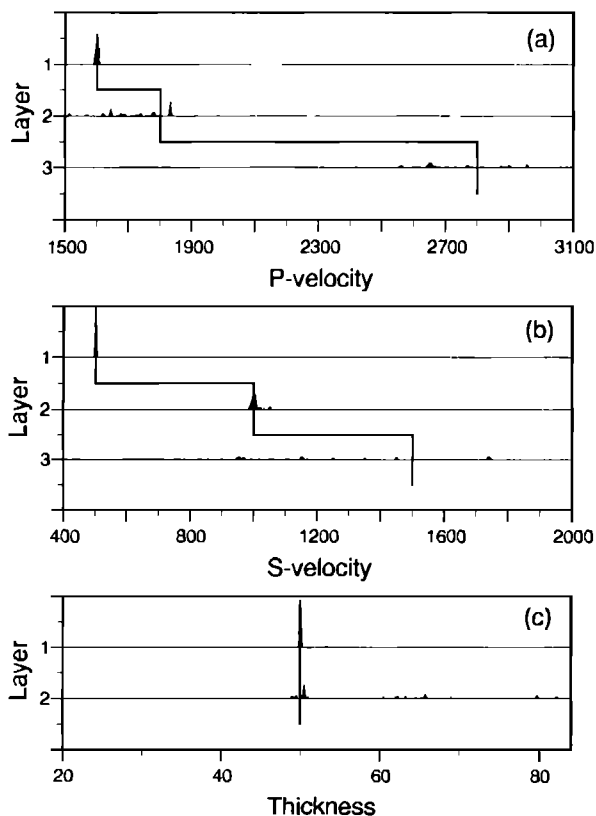 (a)
Layer
1
2
3
1500 1900 2300 2700 3100
P-velocity
(b)
Layer
1
2
3
400 800 1200 1600 2000
S-velocity
(c)
Layer
1
2
20 40 60 80
Thickness